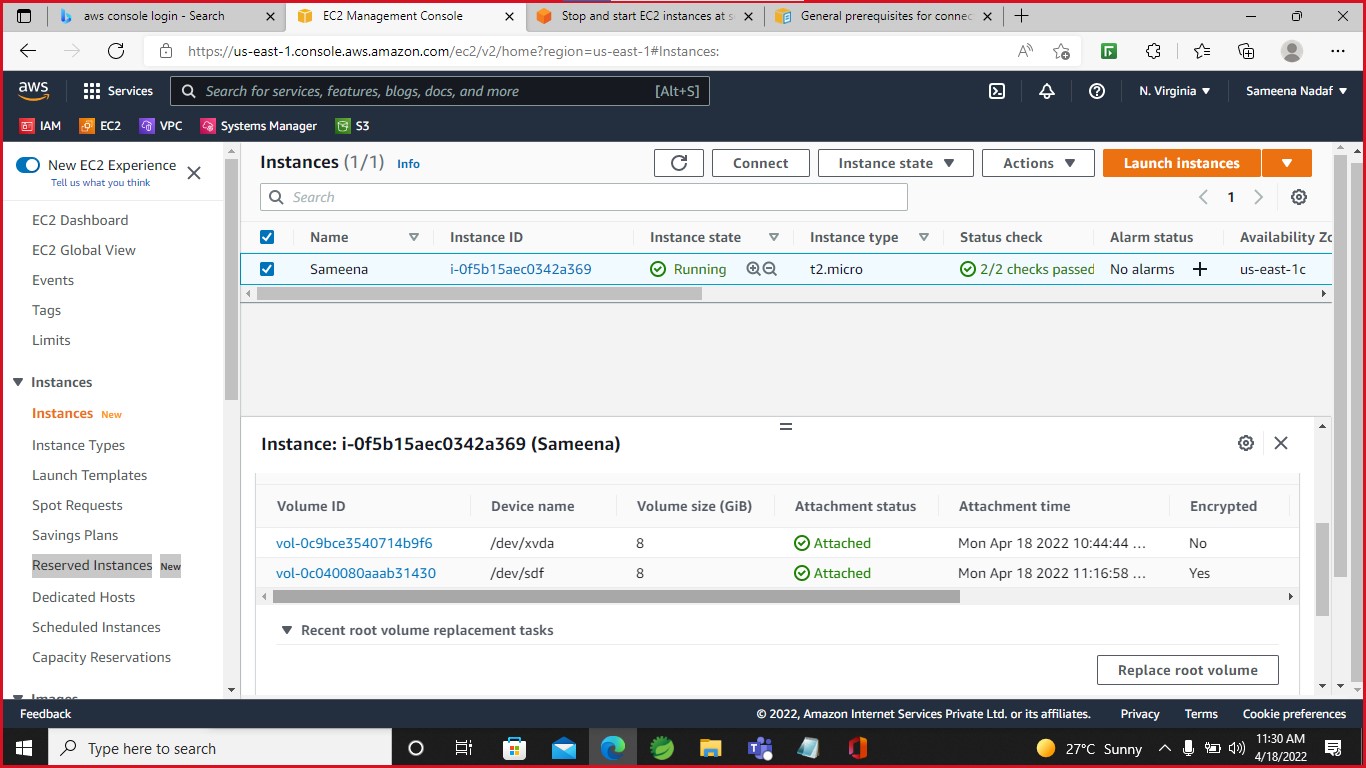 aws console login - Search
EC2 Management Console
Stop and start EC2 instances at s
General prerequisites for connec
https://us-east-1.console.aws.amazon.com/ec2/v2/home?region=us-east-1#Instances:
aws
Services
Search for services, features, blogs, docs, and more
[Alt+S]
N. Virginia
Sameena Nadaf
IAM
EC2
VPC
Systems Manager
S3
New EC2 Experience
Tell us what you think
EC2 Dashboard
EC2 Global View
Events
Tags
Limits
Instances
Instances New
Instance Types
Launch Templates
Spot Requests
Savings Plans
Reserved Instances New
Dedicated Hosts
Scheduled Instances
Capacity Reservations
Images
Instances (1/1) Info
Connect
Instance state
Actions
Launch instances
Search
1
Name Instance ID Instance state Instance type Status check Alarm status Availability Zo
Sameena i-0f5b15aec0342a369 Running t2.micro 2/2 checks passed No alarms us-east-1c
Instance: i-0f5b15aec0342a369 (Sameena)
Volume ID Device name Volume size (GiB) Attachment status Attachment time Encrypted
vol-0c9bce3540714b9f6 /dev/xvda 8 Attached Mon Apr 18 2022 10:44:44 ... No
vol-0c040080aaab31430 /dev/sdf 8 Attached Mon Apr 18 2022 11:16:58 ... Yes
Recent root volume replacement tasks
Replace root volume
Feedback
© 2022, Amazon Internet Services Private Ltd. or its affiliates.
Privacy
Terms
Cookie preferences
Type here to search
27°C Sunny
11:30 AM
4/18/2022